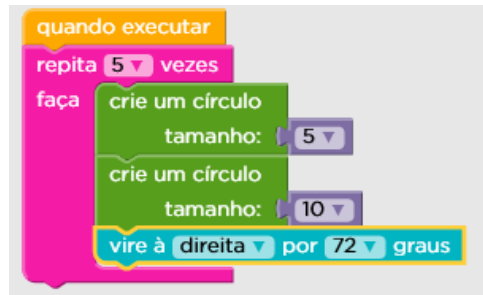 quando executar
repita 5 vezes
faça crie um círculo
tamanho: 5
crie um círculo
tamanho: 10
vire à direita por 72 graus